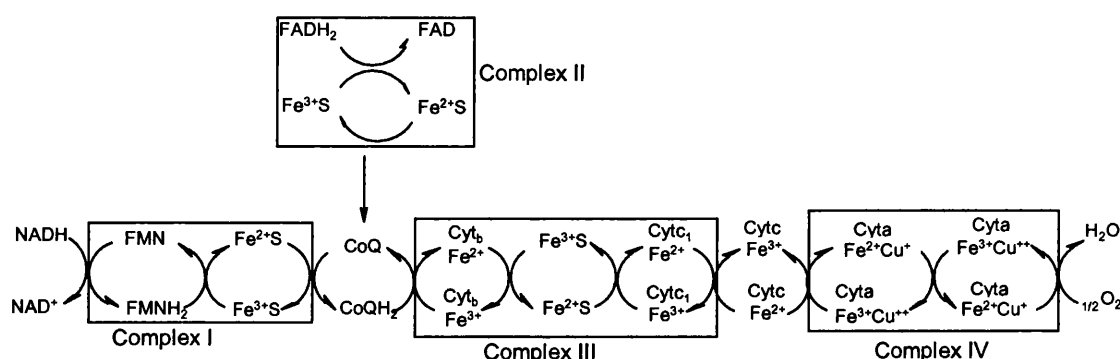 FADH₂ FAD
Complex II
Fe³⁺S Fe²⁺S
NADH FMN Fe²⁺S CoQ Cyt_b Fe²⁺ Fe³⁺S Cytc₁ Fe²⁺ Cytc Fe³⁺ Cyta Fe²⁺Cu⁺ Cyta Fe³⁺Cu⁺⁺ H₂O
NAD⁺ FMNH₂ Fe³⁺S CoQH₂ Cyt_b Fe³⁺ Fe²⁺S Cytc₁ Fe³⁺ Cytc Fe²⁺ Cyta Fe³⁺Cu⁺⁺ Cyta Fe²⁺Cu⁺ 1/2O₂
Complex I Complex III Complex IV